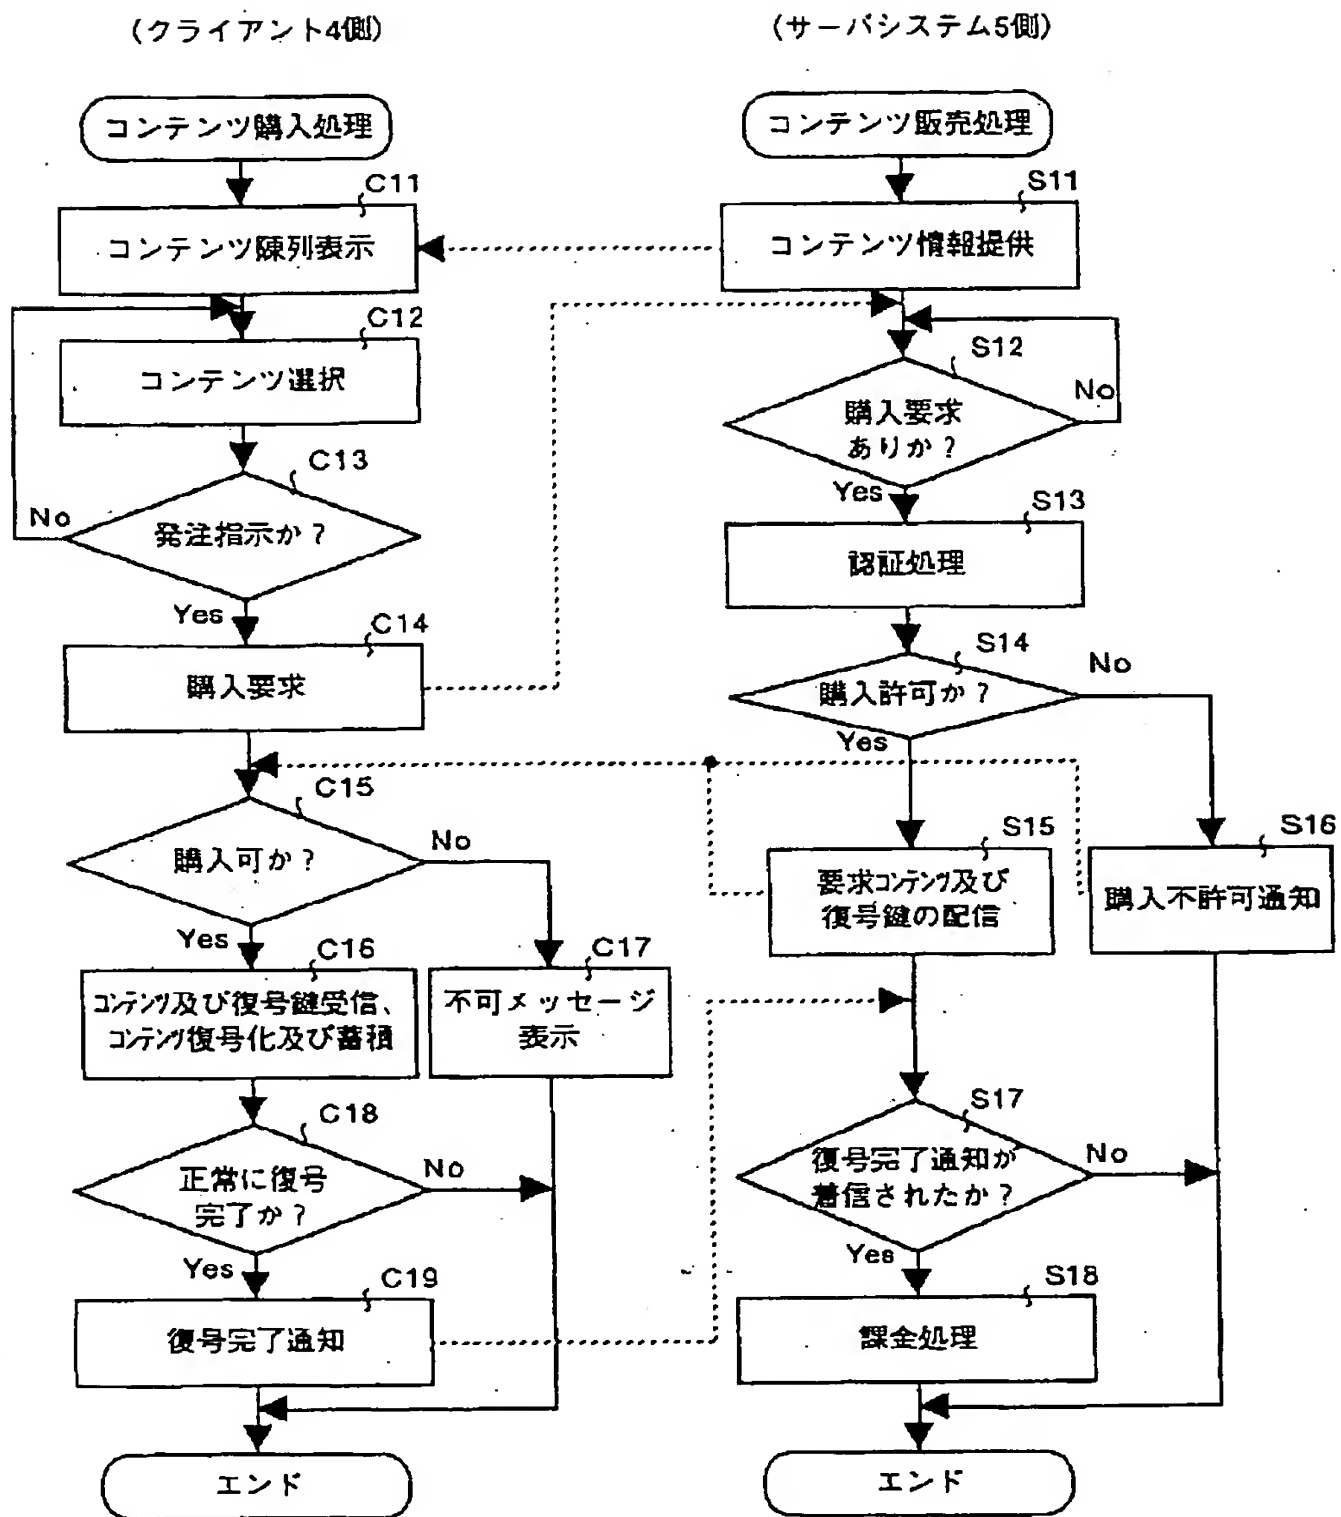 (クライアント4側)
コンテンツ購入処理
C11
コンテンツ陳列表示
C12
コンテンツ選択
C13
発注指示か?
No
Yes
C14
購入要求
C15
購入可か?
No
Yes
C16
コンテンツ及び復号鍵受信、
コンテンツ復号化及び蓄積
C17
不可メッセージ
表示
C18
正常に復号
完了か?
No
Yes
C19
復号完了通知
エンド
(サーバシステム5側)
コンテンツ販売処理
S11
コンテンツ情報提供
S12
購入要求
ありか?
No
Yes
S13
認証処理
S14
購入許可か?
No
Yes
S15
要求コンテンツ及び
復号鍵の配信
S16
購入不許可通知
S17
復号完了通知が
着信されたか?
No
Yes
S18
課金処理
エンド